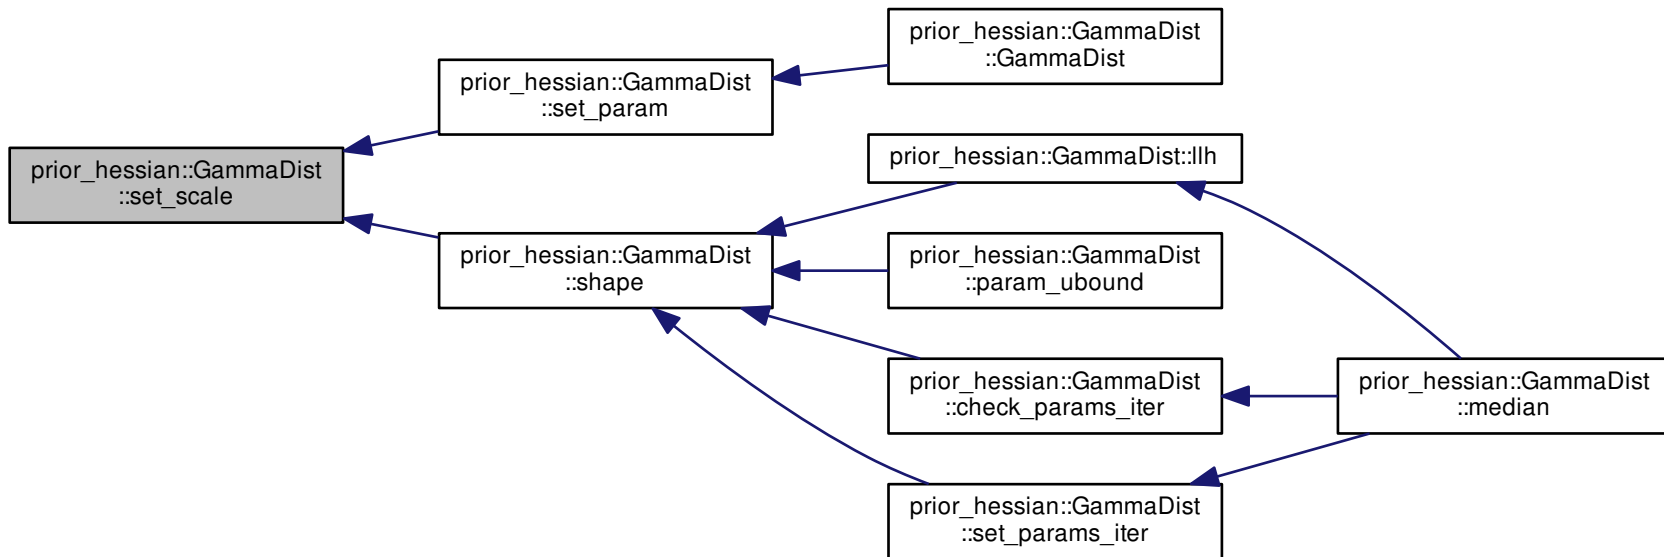 prior_hessian::GammaDist
::GammaDist
prior_hessian::GammaDist
::set_param
prior_hessian::GammaDist::llh
prior_hessian::GammaDist
::set_scale
prior_hessian::GammaDist
::shape
prior_hessian::GammaDist
::param_ubound
prior_hessian::GammaDist
::check_params_iter
prior_hessian::GammaDist
::median
prior_hessian::GammaDist
::set_params_iter